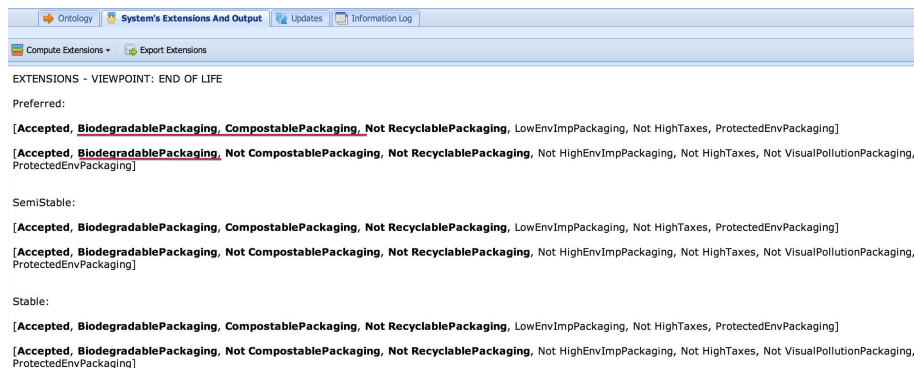 Ontology System's Extensions And Output Updates Information Log
Compute Extensions Export Extensions
EXTENSIONS - VIEWPOINT: END OF LIFE
Preferred:
[Accepted, BiodegradablePackaging, CompostablePackaging, Not RecyclablePackaging, LowEnvImpPackaging, Not HighTaxes, ProtectedEnvPackaging]
[Accepted, BiodegradablePackaging, Not CompostablePackaging, Not RecyclablePackaging, Not HighEnvImpPackaging, Not HighTaxes, Not VisualPollutionPackaging,
ProtectedEnvPackaging]
SemiStable:
[Accepted, BiodegradablePackaging, CompostablePackaging, Not RecyclablePackaging, LowEnvImpPackaging, Not HighTaxes, ProtectedEnvPackaging]
[Accepted, BiodegradablePackaging, Not CompostablePackaging, Not RecyclablePackaging, Not HighEnvImpPackaging, Not HighTaxes, Not VisualPollutionPackaging,
ProtectedEnvPackaging]
Stable:
[Accepted, BiodegradablePackaging, CompostablePackaging, Not RecyclablePackaging, LowEnvImpPackaging, Not HighTaxes, ProtectedEnvPackaging]
[Accepted, BiodegradablePackaging, Not CompostablePackaging, Not RecyclablePackaging, Not HighEnvImpPackaging, Not HighTaxes, Not VisualPollutionPackaging,
ProtectedEnvPackaging]